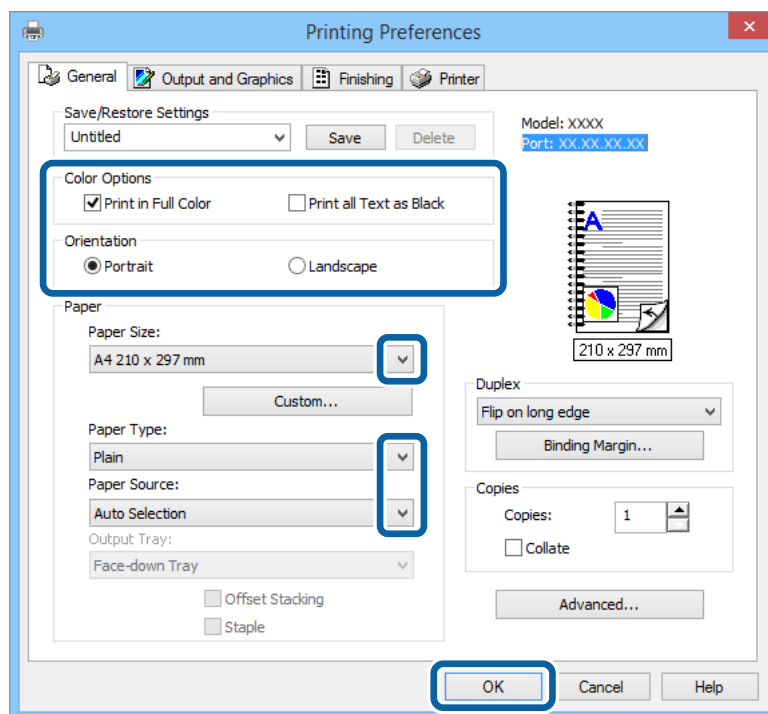 Printing Preferences
General
Output and Graphics
Finishing
Printer
Save/Restore Settings
Untitled
Save
Delete
Model: XXXX
Port: XX.XX.XX.XX
Color Options
Print in Full Color
Print all Text as Black
Orientation
Portrait
Landscape
A
210 x 297 mm
Paper
Paper Size:
A4 210 x 297 mm
Custom...
Paper Type:
Plain
Paper Source:
Auto Selection
Output Tray:
Face-down Tray
Offset Stacking
Staple
Duplex
Flip on long edge
Binding Margin...
Copies
Copies:
1
Collate
Advanced...
OK
Cancel
Help